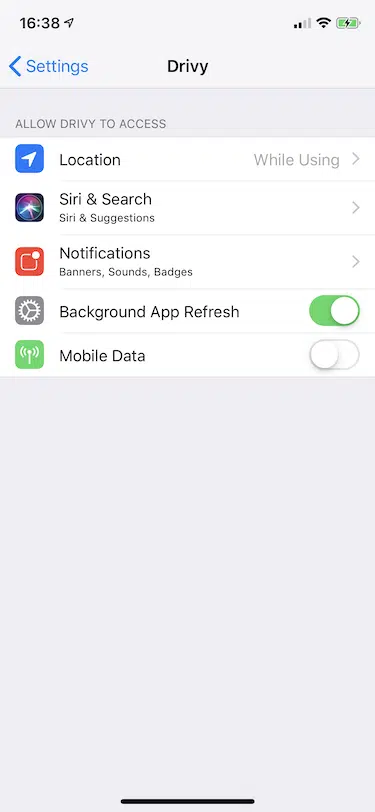 16:38
Settings
Drivy
ALLOW DRIVY TO ACCESS
Location While Using
Siri & Search
Siri & Suggestions
Notifications
Banners, Sounds, Badges
Background App Refresh
Mobile Data